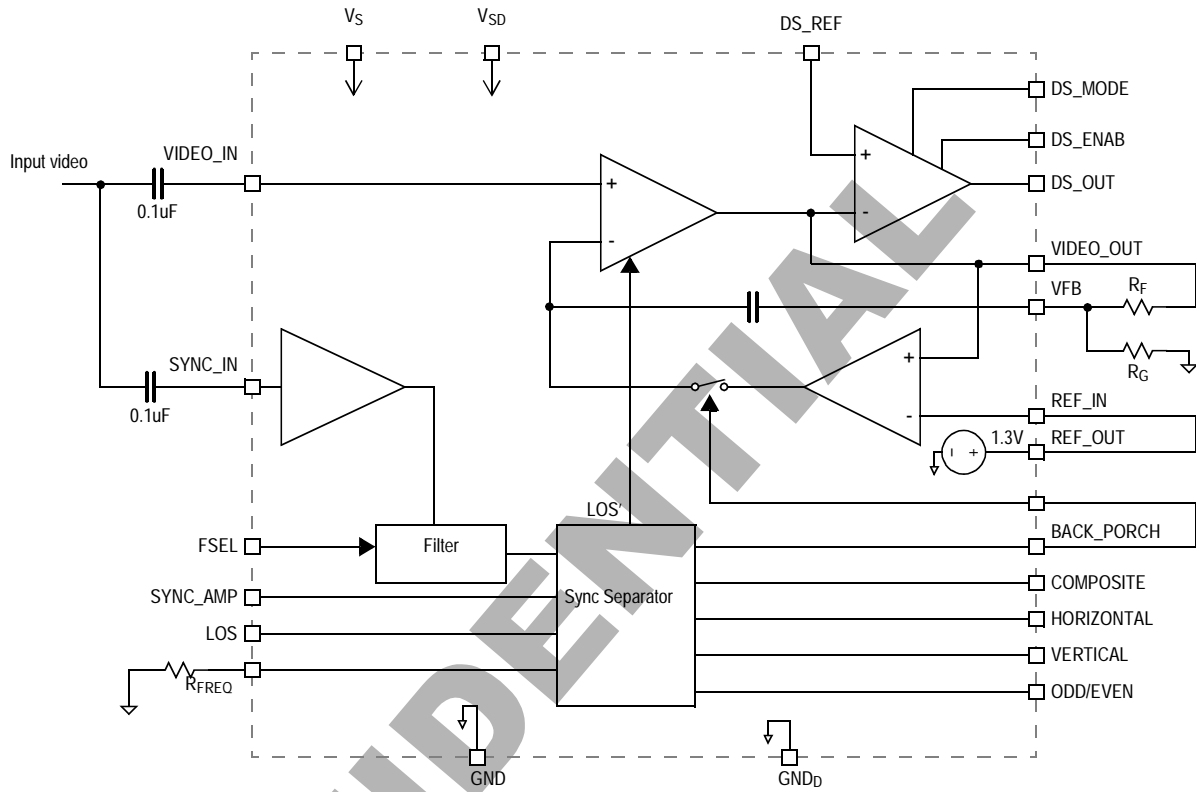 VS
VSD
DS_REF
DS_MODE
DS_ENAB
DS_OUT
Input video
VIDEO_IN
0.1uF
+
-
+
-
VIDEO_OUT
VFB
RF
RG
SYNC_IN
0.1uF
+
-
REF_IN
1.3V
REF_OUT
- +
LOS'
BACK_PORCH
FSEL
Filter
SYNC_AMP
Sync Separator
COMPOSITE
LOS
HORIZONTAL
RFREQ
VERTICAL
ODD/EVEN
GND
GNDD
IDENTIAL